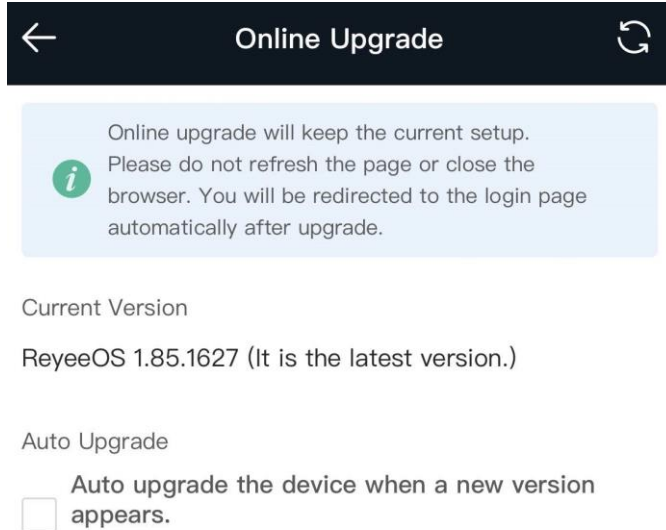 Online Upgrade
Online upgrade will keep the current setup.
Please do not refresh the page or close the
browser. You will be redirected to the login page
automatically after upgrade.
Current Version
ReyeeOS 1.85.1627 (It is the latest version.)
Auto Upgrade
Auto upgrade the device when a new version
appears.